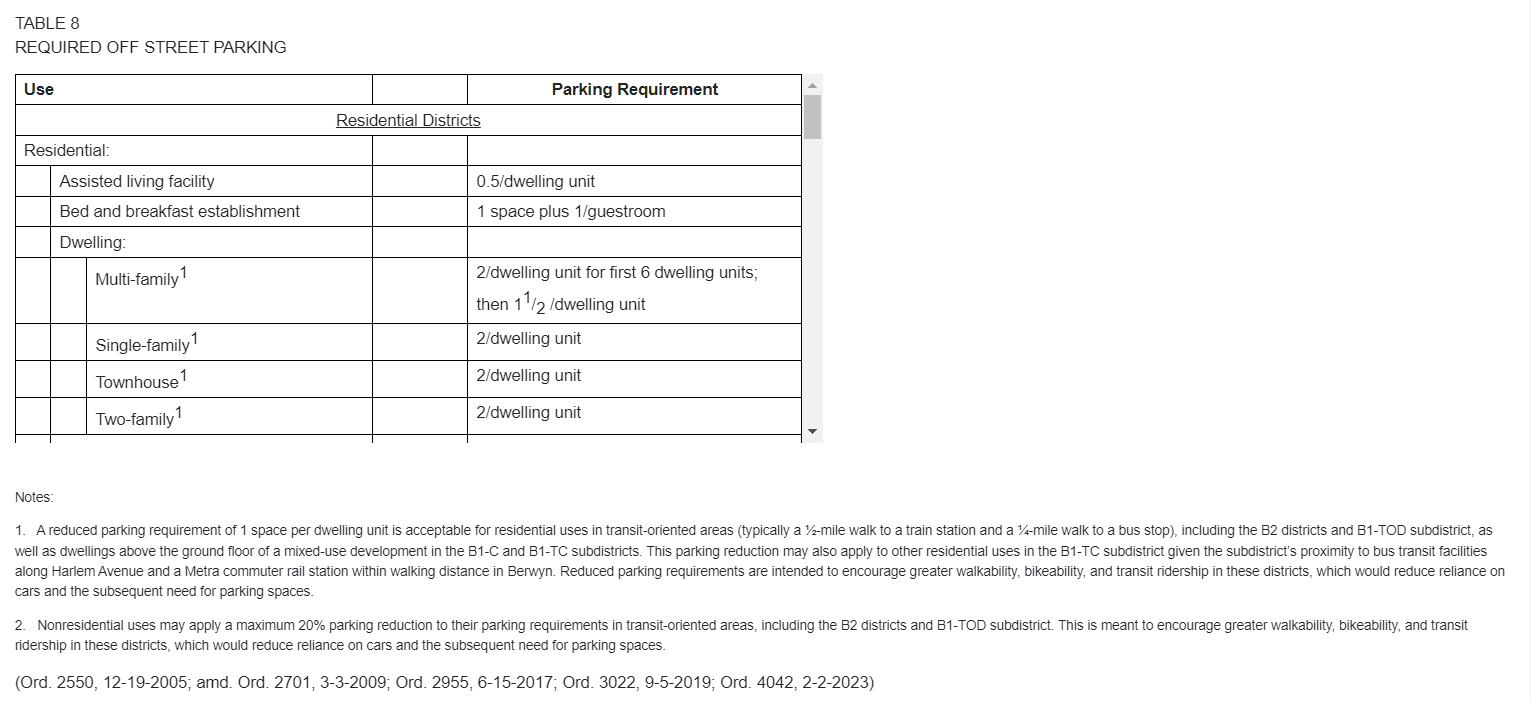 TABLE 8
REQUIRED OFF STREET PARKING
Use Parking Requirement
Residential Districts
Residential:
Assisted living facility 0.5/dwelling unit
Bed and breakfast establishment 1 space plus 1/guestroom
Dwelling:
Multi-family1 2/dwelling unit for first 6 dwelling units;
then 1 1/2 /dwelling unit
Single-family1 2/dwelling unit
Townhouse1 2/dwelling unit
Two-family1 2/dwelling unit
Notes:
1. A reduced parking requirement of 1 space per dwelling unit is acceptable for residential uses in transit-oriented areas (typically a ½-mile walk to a train station and a ¼-mile walk to a bus stop), including the B2 districts and B1-TOD subdistrict, as
well as dwellings above the ground floor of a mixed-use development in the B1-C and B1-TC subdistricts. This parking reduction may also apply to other residential uses in the B1-TC subdistrict given the subdistrict's proximity to bus transit facilities
along Harlem Avenue and a Metra commuter rail station within walking distance in Berwyn. Reduced parking requirements are intended to encourage greater walkability, bikeability, and transit ridership in these districts, which would reduce reliance on
cars and the subsequent need for parking spaces.
2. Nonresidential uses may apply a maximum 20% parking reduction to their parking requirements in transit-oriented areas, including the B2 districts and B1-TOD subdistrict. This is meant to encourage greater walkability, bikeability, and transit
ridership in these districts, which would reduce reliance on cars and the subsequent need for parking spaces.
(Ord. 2550, 12-19-2005; amd. Ord. 2701, 3-3-2009; Ord. 2955, 6-15-2017; Ord. 3022, 9-5-2019; Ord. 4042, 2-2-2023)